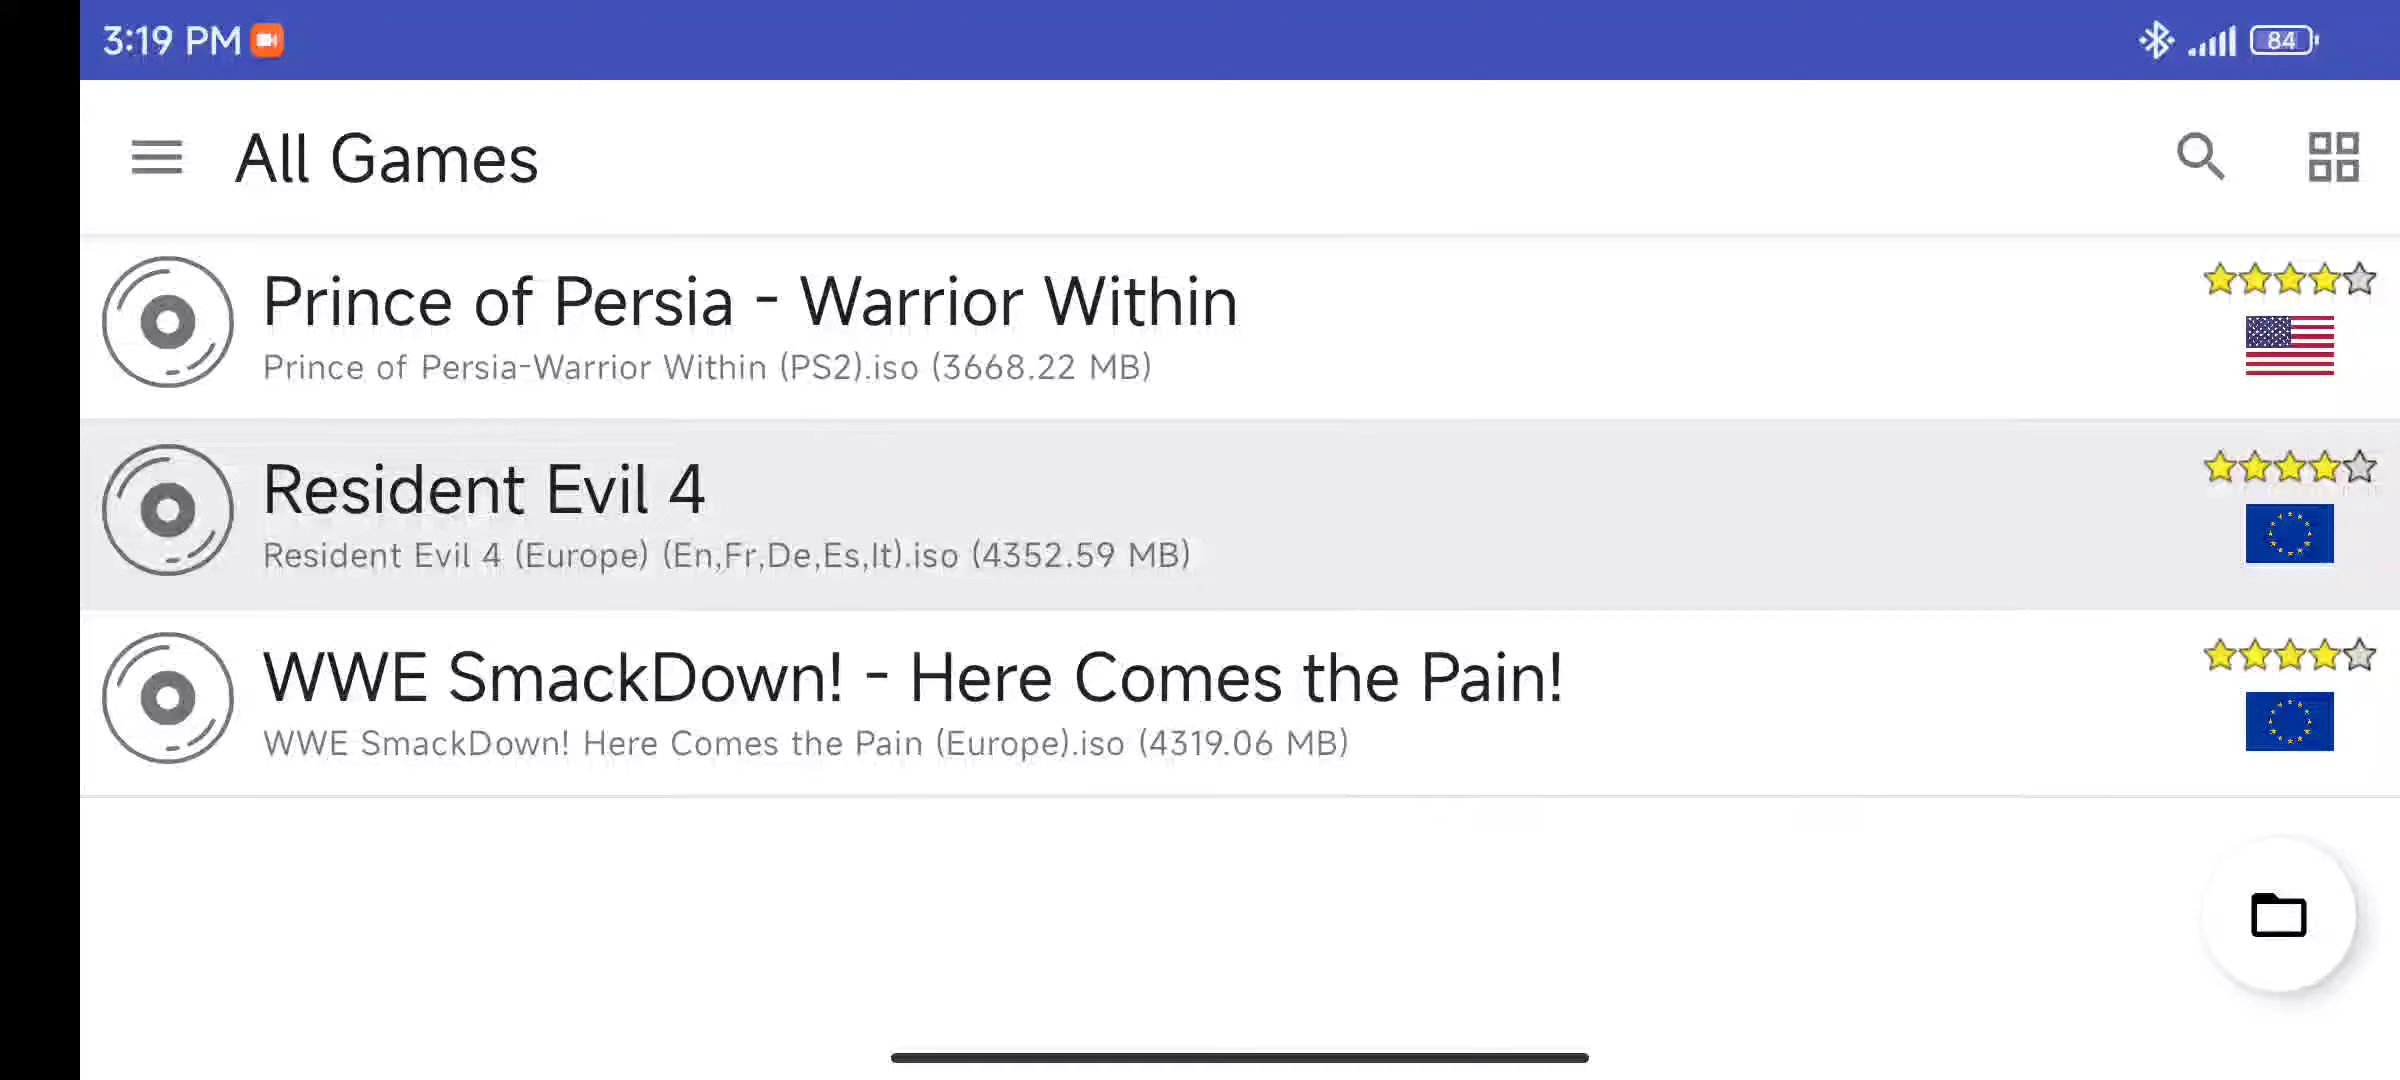 3:19 PM
84
All Games
Prince of Persia - Warrior Within
Prince of Persia-Warrior Within (PS2).iso (3668.22 MB)
Resident Evil 4
Resident Evil 4 (Europe) (En,Fr,De,Es,It).iso (4352.59 MB)
WWE SmackDown! - Here Comes the Pain!
WWE SmackDown! Here Comes the Pain (Europe).iso (4319.06 MB)